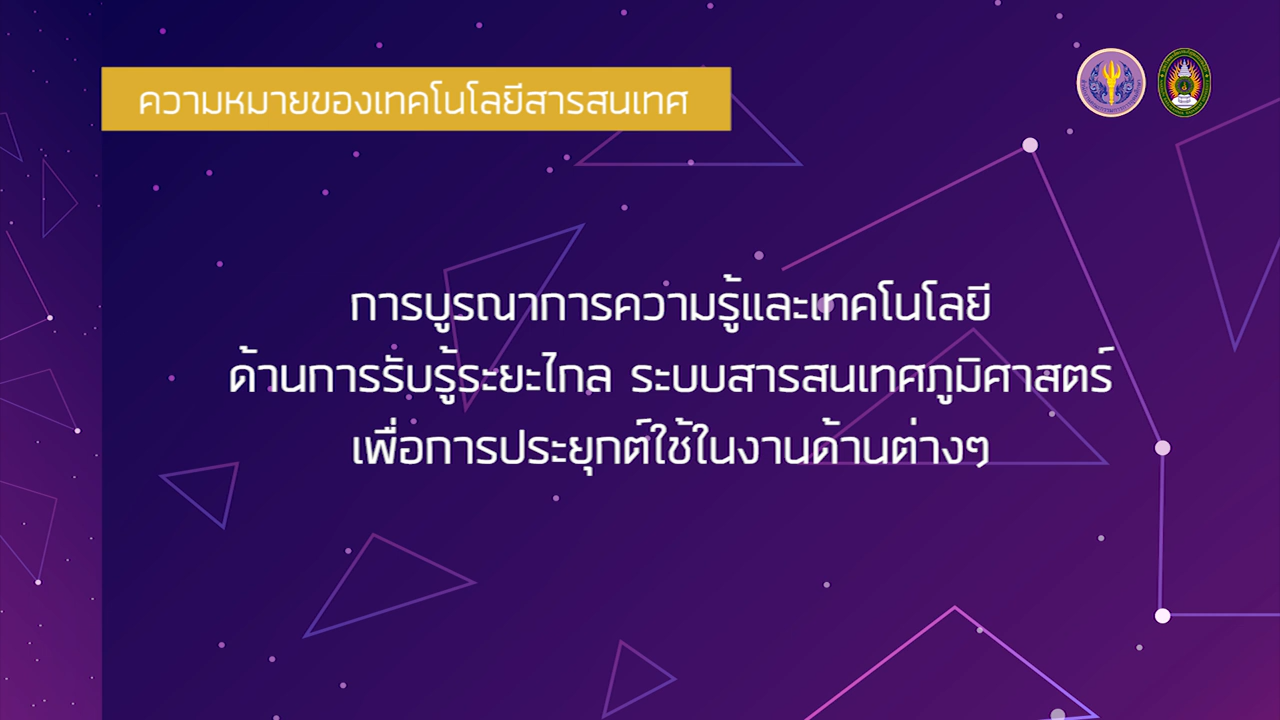 ความหมายของเทคโนโลยีสารสนเทศ
การบูรณาการความรู้และเทคโนโลยี
ด้านการรับรู้ระยะไกล ระบบสารสนเทศภูมิศาสตร์
เพื่อการประยุกต์ใช้ในงานด้านต่างๆ